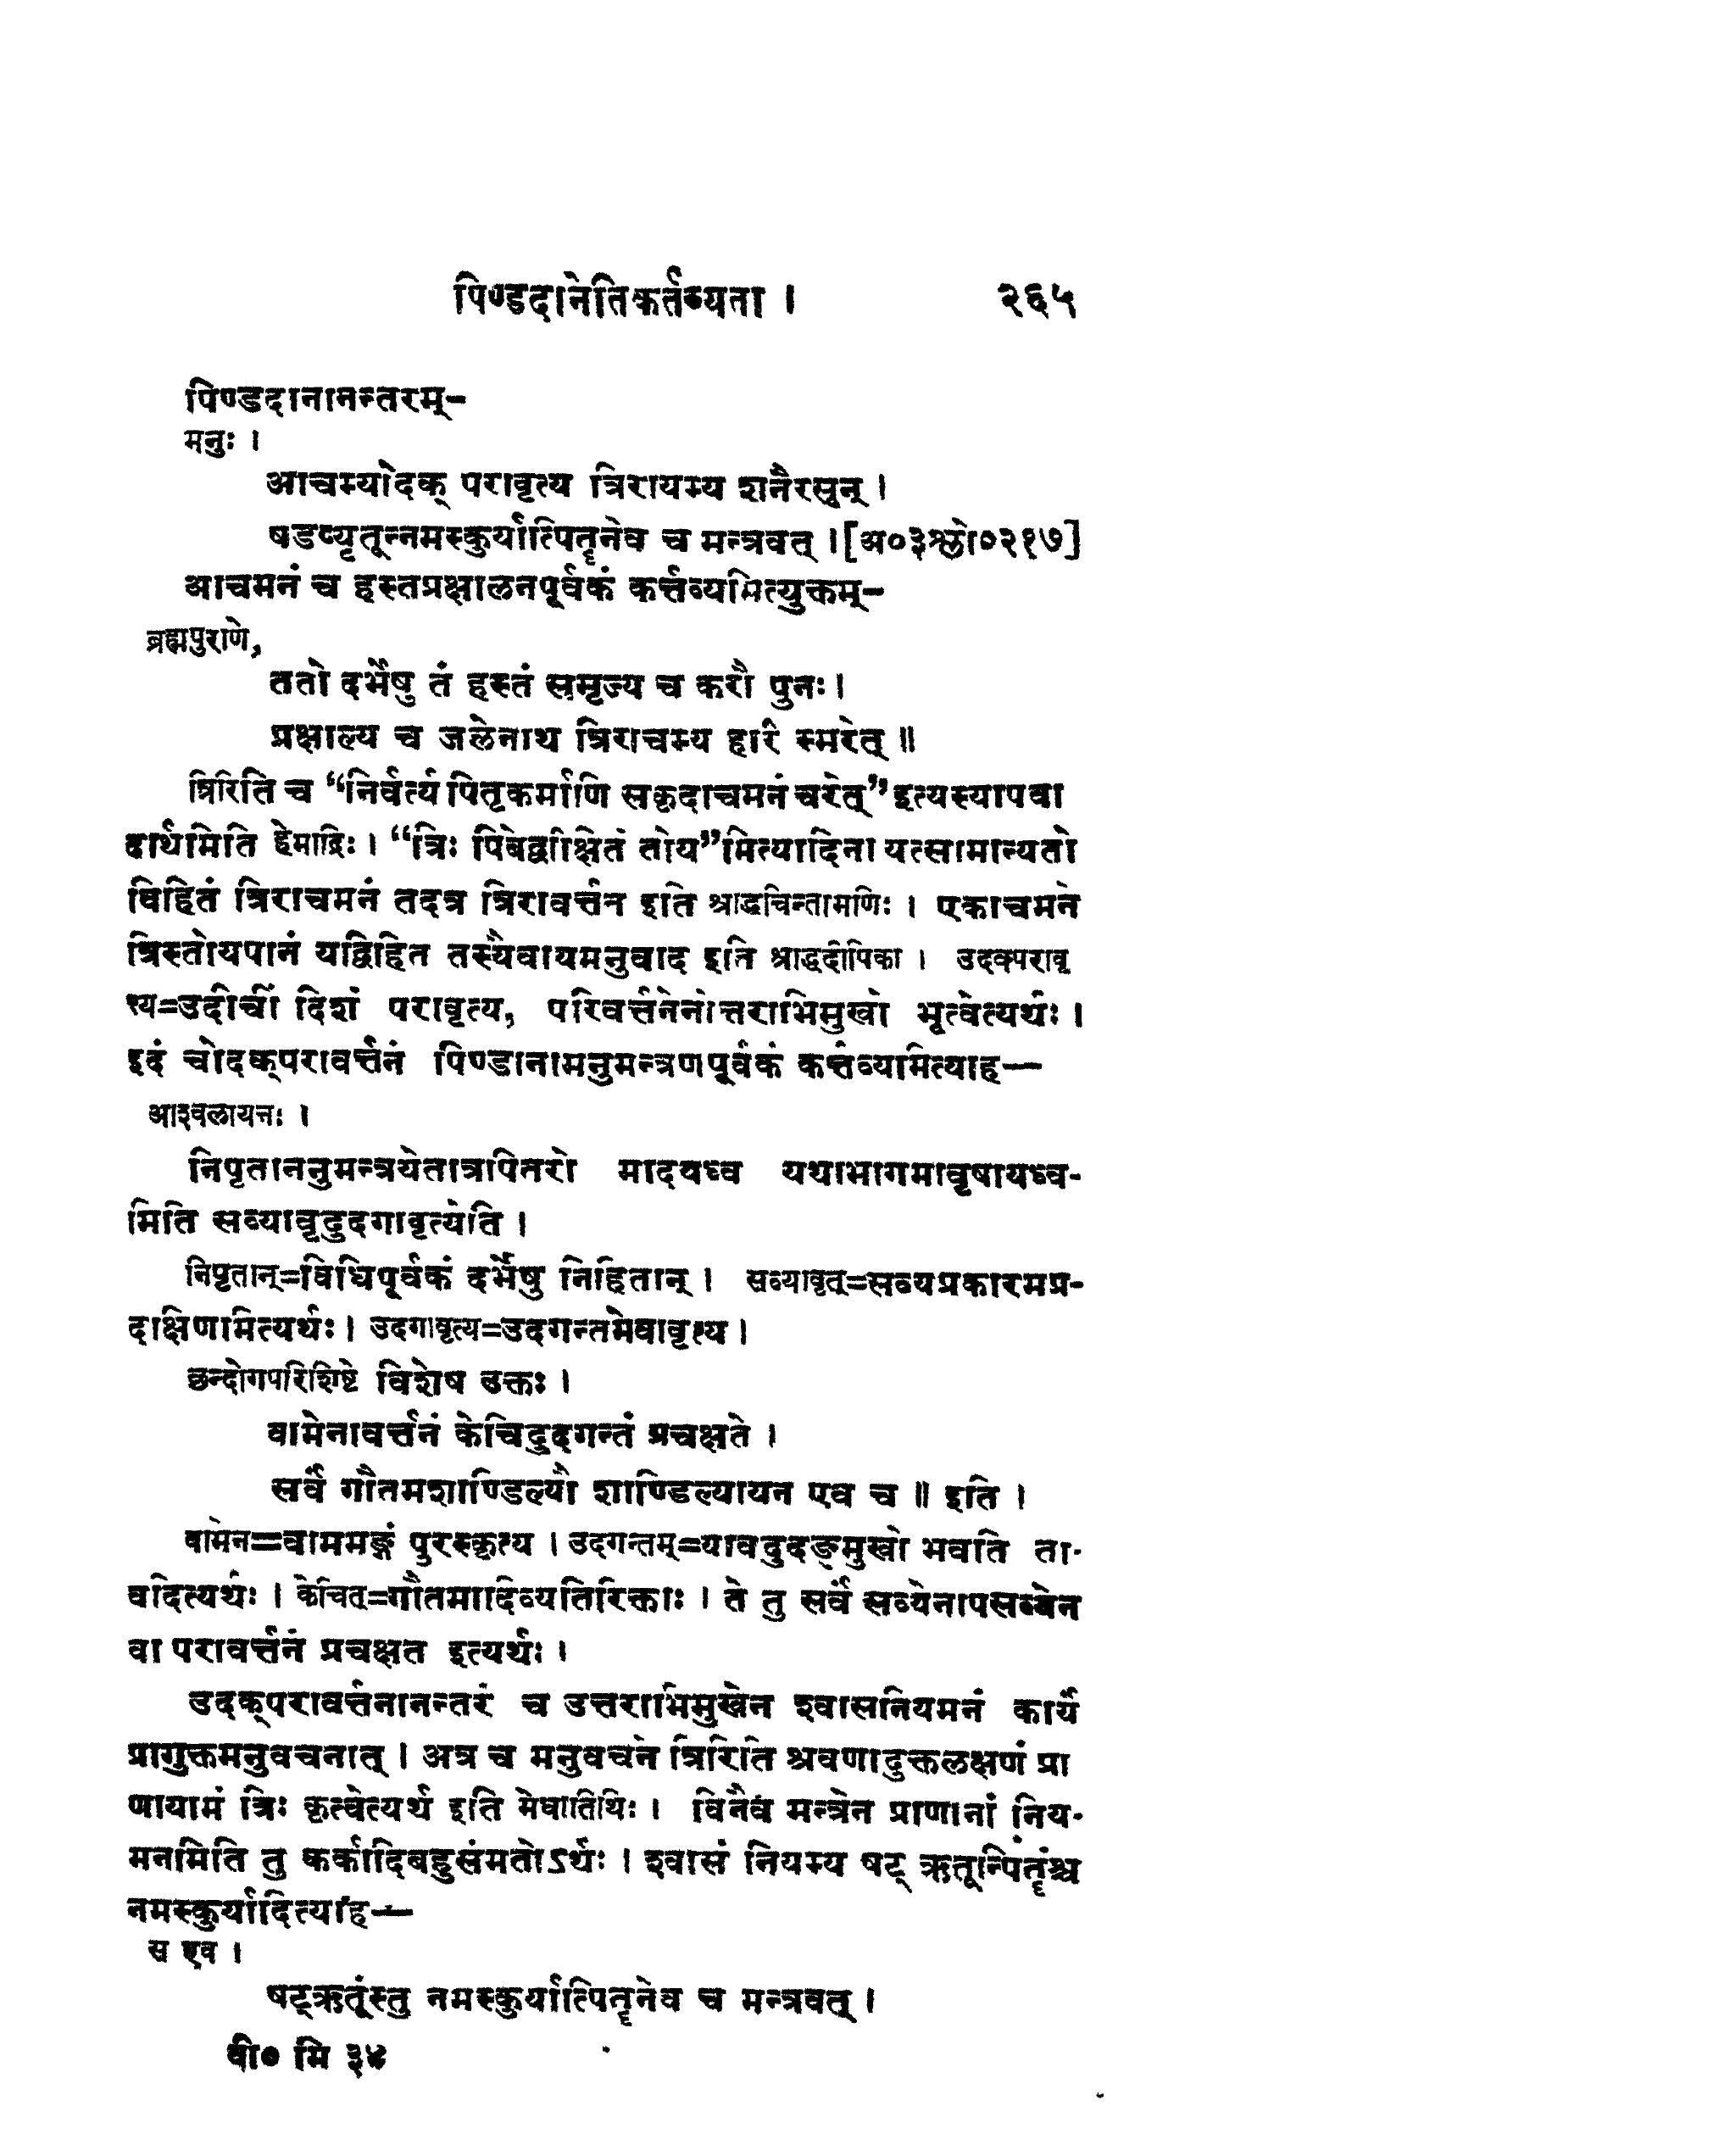 पिण्डदानेतिकर्तव्यता । २६५
पिण्डदानानन्तरम्-
मनुः ।
आचम्योदक् परावृत्य त्रिरायम्य शनैरसून् ।
षडप्यृतून्नमस्कुर्यात्पितॄनेव च मन्त्रवत् । [अ०३श्लो०२१७]
आचमनं च हस्तप्रक्षालनपूर्वकं कर्त्तव्यमित्युक्तम्-
ब्रह्मपुराणे,
ततो दर्भेषु तं हस्तं समृज्य च करौ पुनः ।
प्रक्षाल्य च जलेनाथ त्रिराचम्य हरिं स्मरेत् ॥
त्रिरिति च “निर्वर्त्य पितृकर्माणि सकृदाचमनं चरेत्” इत्यस्यापवा
दार्थमिति हेमाद्रिः । “त्रिः पिबेद्वीक्षितं तोय”मित्यादिना यत्सामान्यतो
विहितं त्रिराचमनं तदत्र त्रिरावर्त्तन इति श्राद्धचिन्तामणिः । एकाचमने
त्रिस्तोयपानं यद्विहित तस्यैवायमनुवाद इति श्राद्धदीपिका । उदक्परावृ
त्य=उदीचीं दिशं परावृत्य, परिवर्त्तनेनोत्तराभिमुखो भूत्वेत्यर्थः ।
इदं चोदक्परावर्त्तनं पिण्डानामनुमन्त्रणपूर्वकं कर्त्तव्यमित्याह—
आश्वलायनः ।
निपृताननुमन्त्रयेतात्रपितरो मादयध्व यथाभागमावृषायध्व-
मिति सव्यावृदुदगावृत्येति ।
निपृतान्=विधिपूर्वकं दर्भेषु निहितान् । सव्यावृत्=सव्यप्रकारमप्र-
दक्षिणमित्यर्थः । उदगावृत्य=उदगन्तमेवावृत्य ।
छन्दोगपरिशिष्टे विशेष उक्तः ।
वामेनावर्त्तनं केचिदुदगन्तं प्रचक्षते ।
सर्वं गौतमशाण्डिल्यौ शाण्डिल्यायन एव च ॥ इति ।
वामेन=वाममङ्गं पुरस्कृत्य । उदगन्तम्=यावदुदङ्मुखो भवति ता-
वदित्यर्थः । केचित्=गौतमादिव्यतिरिक्ताः । ते तु सर्वं सव्येनापसव्येन
वा परावर्त्तनं प्रचक्षत इत्यर्थः ।
उदक्परावर्त्तनानन्तरं च उत्तराभिमुखेन श्वासनियमनं कार्यं
प्रागुक्तमनुवचनात् । अत्र च मनुवचने त्रिरिति श्रवणादुक्तलक्षणं प्रा
णायामं त्रिः कृत्वेत्यर्थ इति मेधातिथिः । विनैव मन्त्रेन प्राणानां निय-
मनमिति तु कर्कादिबहुसंमतोऽर्थः । श्वासं नियम्य षट् ऋतून्पितॄंश्च
नमस्कुर्यादित्याह—
स एव ।
षट्ऋतूंस्तु नमस्कुर्यात्पितॄनेव च मन्त्रवत् ।
वी० मि ३४